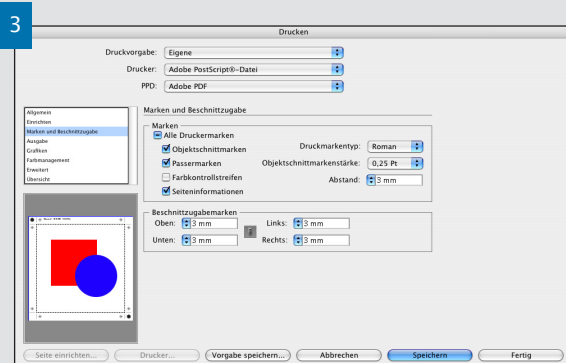 3
Drucken
Druckvorgabe: Eigene
Drucker: Adobe PostScript®-Datei
PPD: Adobe PDF
Allgemein
Einrichten
Marken und Beschnittzugabe
Ausgabe
Grafiken
Farbmanagement
Erweitert
Übersicht
Marken und Beschnittzugabe
Marken
Alle Druckermarken
Objektschnittmarken
Passermarken
Farbkontrollstreifen
Seiteninformationen
Druckmarkentyp: Roman
Objektschnittmarkenstärke: 0,25 Pt
Abstand: 3 mm
Beschnittzugabemarken
Oben: 3 mm Links: 3 mm
Unten: 3 mm Rechts: 3 mm
Seite einrichten... Drucker... Vorgabe speichern... Abbrechen Speichern Fertig